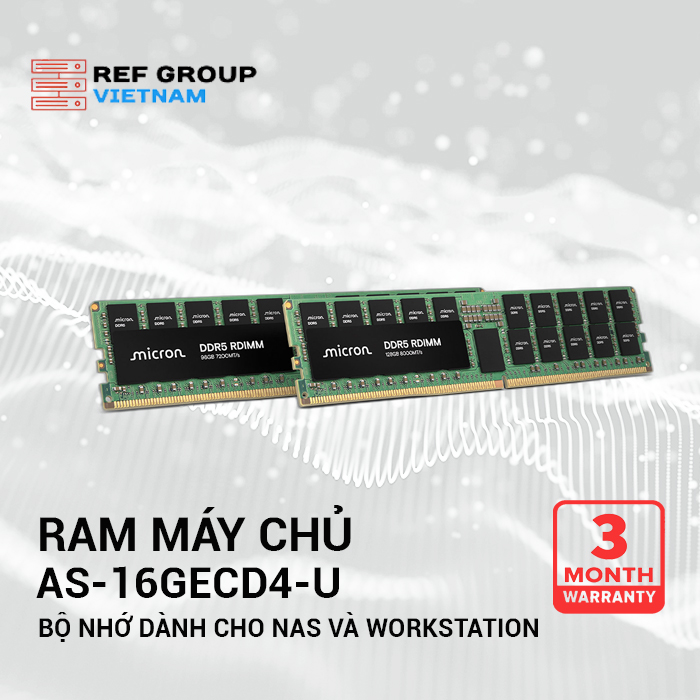 REF GROUP
VIETNAM
micron
DDR5 RDIMM
96GB 7200MT/s
micron
DDR5 RDIMM
128GB 8000MT/s
RAM MÁY CHỦ
AS-16GECD4-U
BỘ NHỚ DÀNH CHO NAS VÀ WORKSTATION
3
MONTH
WARRANTY